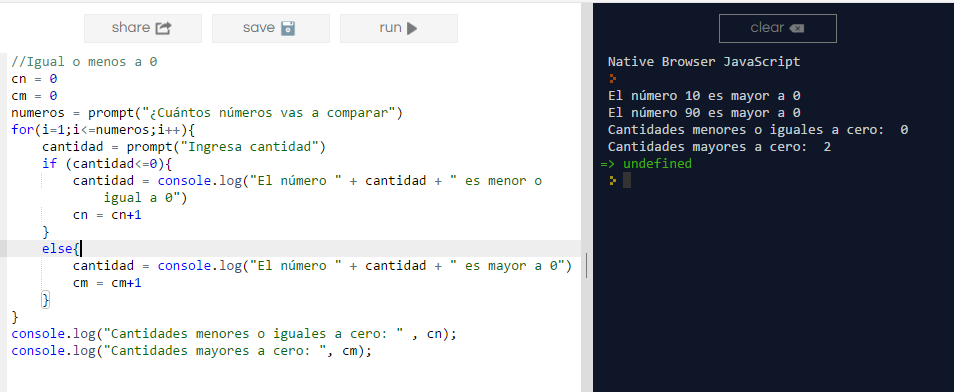 share
save
run
clear
//Igual o menos a 0
cn = 0
cm = 0
numeros = prompt("¿Cuántos números vas a comparar")
for(i=1;i<=numeros;i++){
    cantidad = prompt("Ingresa cantidad")
    if (cantidad<=0){
        cantidad = console.log("El número " + cantidad + " es menor o
            igual a 0")
        cn = cn+1
    }
    else{
        cantidad = console.log("El número " + cantidad + " es mayor a 0")
        cm = cm+1
    }
}
console.log("Cantidades menores o iguales a cero: " , cn);
console.log("Cantidades mayores a cero: ", cm);
Native Browser JavaScript
>
El número 10 es mayor a 0
El número 90 es mayor a 0
Cantidades menores o iguales a cero:  0
Cantidades mayores a cero:  2
=> undefined
>